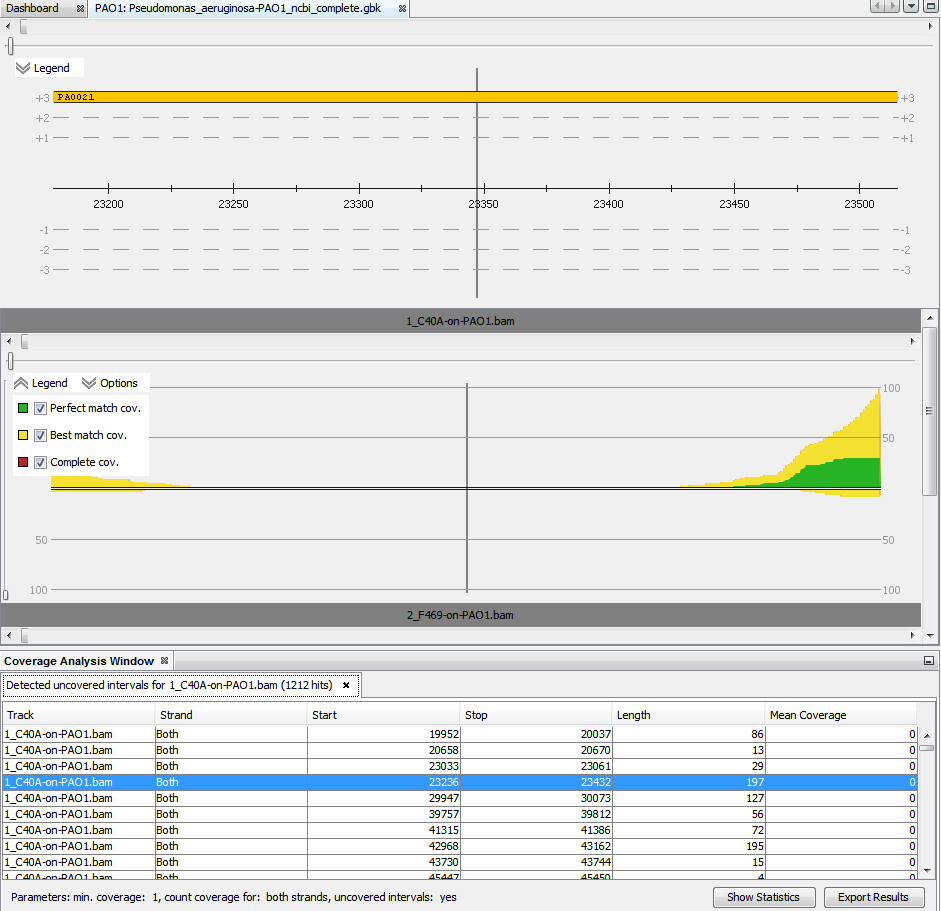 Dashboard PAO1: Pseudomonas_aeruginosa-PAO1_ncbi_complete.gbk
Legend
+3 PA0021 +3
+2 +2
+1 +1
23200 23250 23300 23350 23400 23450 23500
-1 -1
-2 -2
-3 -3
1_C40A-on-PAO1.bam
Legend Options 100
Perfect match cov.
Best match cov. 50
Complete cov.
50 50
100 100
2_F469-on-PAO1.bam
Coverage Analysis Window
Detected uncovered intervals for 1_C40A-on-PAO1.bam (1212 hits)
Track Strand Start Stop Length Mean Coverage
1_C40A-on-PAO1.bam Both 19952 20037 86 0
1_C40A-on-PAO1.bam Both 20658 20670 13 0
1_C40A-on-PAO1.bam Both 23033 23061 29 0
1_C40A-on-PAO1.bam Both 23236 23432 197 0
1_C40A-on-PAO1.bam Both 29947 30073 127 0
1_C40A-on-PAO1.bam Both 39757 39812 56 0
1_C40A-on-PAO1.bam Both 41315 41386 72 0
1_C40A-on-PAO1.bam Both 42968 43162 195 0
1_C40A-on-PAO1.bam Both 43730 43744 15 0
1_C40A-on-PAO1.bam Both 45447 45450 4 0
Parameters: min. coverage: 1, count coverage for: both strands, uncovered intervals: yes Show Statistics Export Results